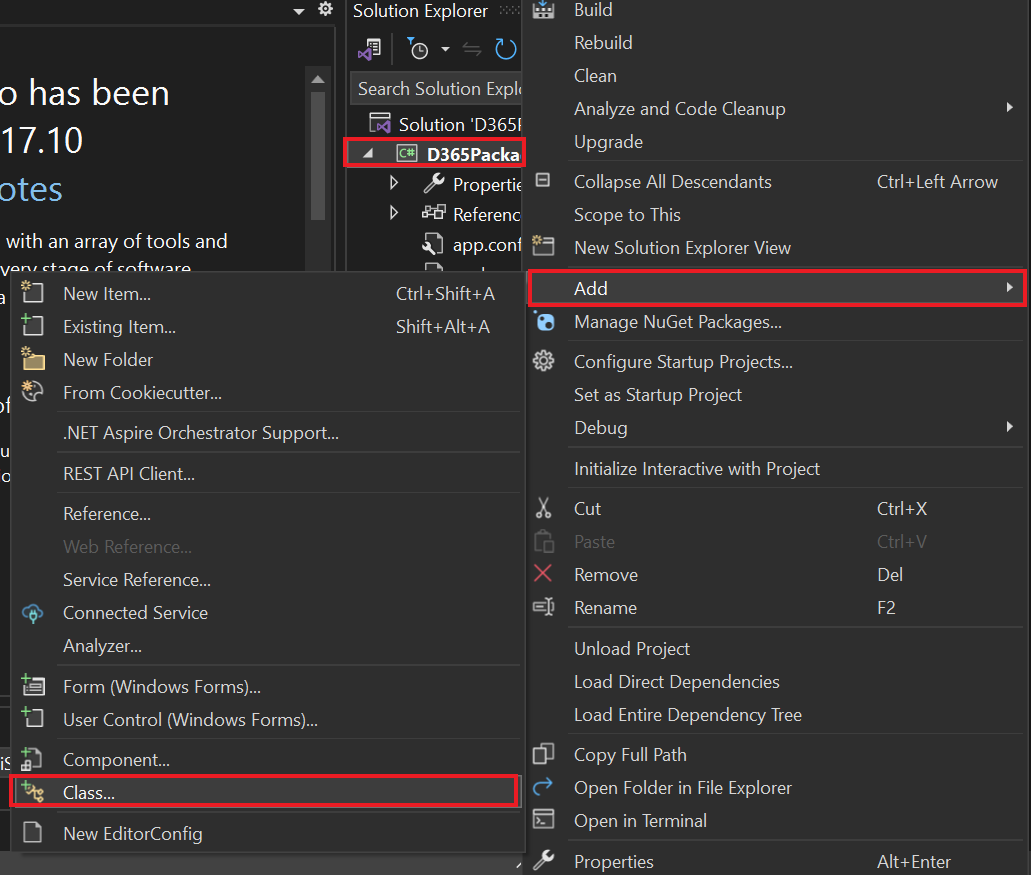 Solution Explorer
o has been
17.10
otes
with an array of tools and
very stage of software
a
of
u
o
iS
Search Solution Explo
Solution 'D365P
C# D365Packa
Propertie
Referenc
app.conf
New Item... Ctrl+Shift+A
Existing Item... Shift+Alt+A
New Folder
From Cookiecutter...
.NET Aspire Orchestrator Support...
REST API Client...
Reference...
Web Reference...
Service Reference...
Connected Service
Analyzer...
Form (Windows Forms)...
User Control (Windows Forms)...
Component...
Class...
New EditorConfig
Build
Rebuild
Clean
Analyze and Code Cleanup
Upgrade
Collapse All Descendants Ctrl+Left Arrow
Scope to This
New Solution Explorer View
Add
Manage NuGet Packages...
Configure Startup Projects...
Set as Startup Project
Debug
Initialize Interactive with Project
Cut Ctrl+X
Paste Ctrl+V
Remove Del
Rename F2
Unload Project
Load Direct Dependencies
Load Entire Dependency Tree
Copy Full Path
Open Folder in File Explorer
Open in Terminal
Properties Alt+Enter